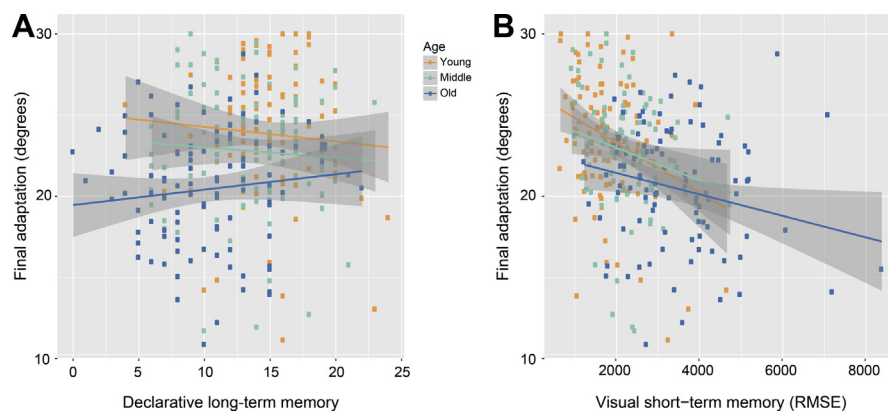 A
Final adaptation (degrees)
30
20
10
0
5
10
15
20
25
Declarative long-term memory
Age
Young
Middle
Old
B
Final adaptation (degrees)
30
20
10
2000
4000
6000
8000
Visual short-term memory (RMSE)